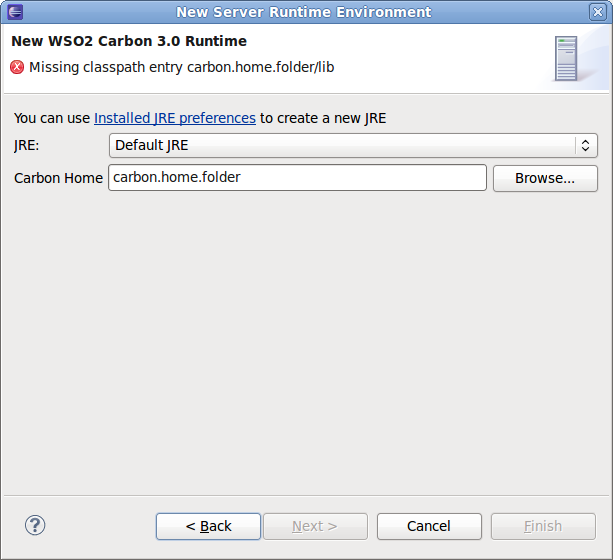 New Server Runtime Environment
New WSO2 Carbon 3.0 Runtime
Missing classpath entry carbon.home.folder/lib
You can use Installed JRE preferences to create a new JRE
JRE: Default JRE
Carbon Home carbon.home.folder Browse...
? < Back Next > Cancel Finish